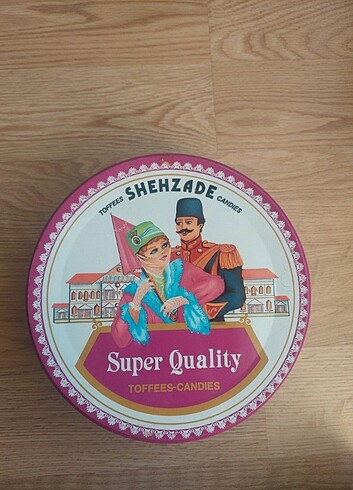 TOFFEES SHEHZADE CANDIES
Super Quality
TOFFEES-CANDIES